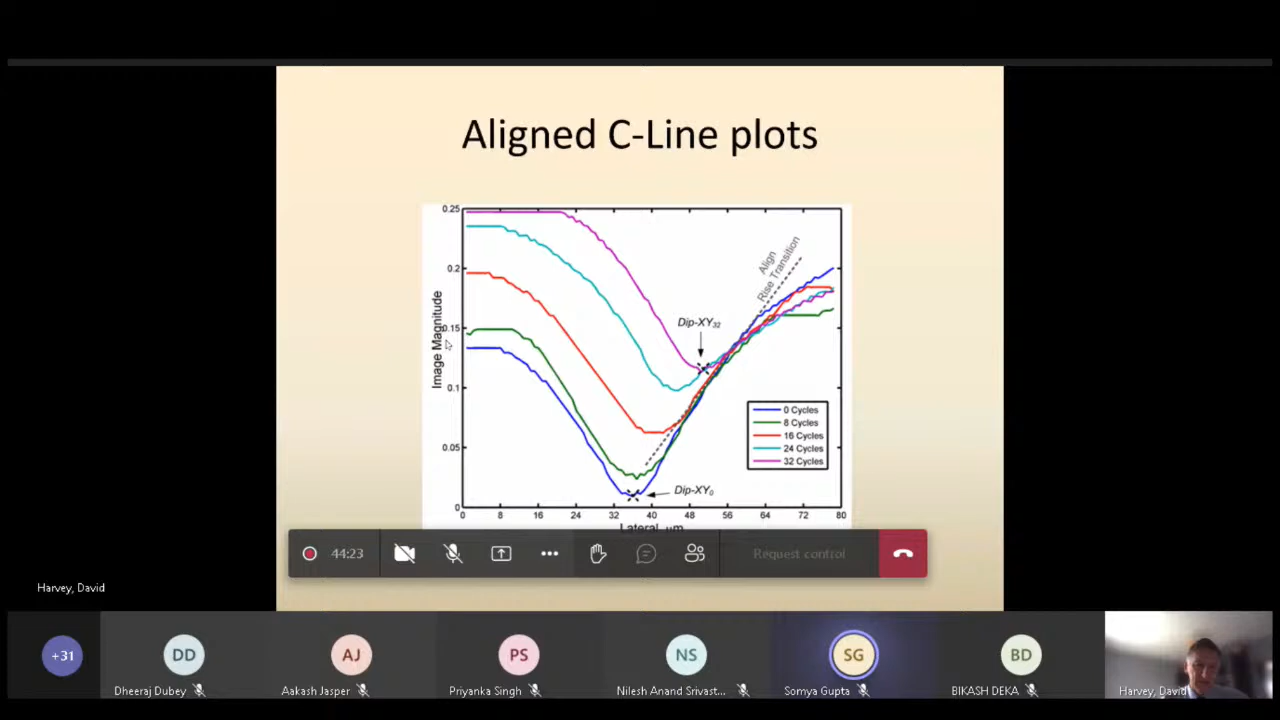 Aligned C-Line plots
0.25
0.2
0.15
0.1
0.05
0
Image Magnitude
Align
Rise Transition
Dip-XY32
Dip-XY0
0 Cycles
8 Cycles
16 Cycles
24 Cycles
32 Cycles
0 8 16 24 32 40 48 56 64 72 80
44:23
Request control
Harvey, David
+31
DD
AJ
PS
NS
SG
BD
Dheeraj Dubey
Aakash Jasper
Priyanka Singh
Nilesh Anand Srivast...
Somya Gupta
BIKASH DEKA
Harvey, David